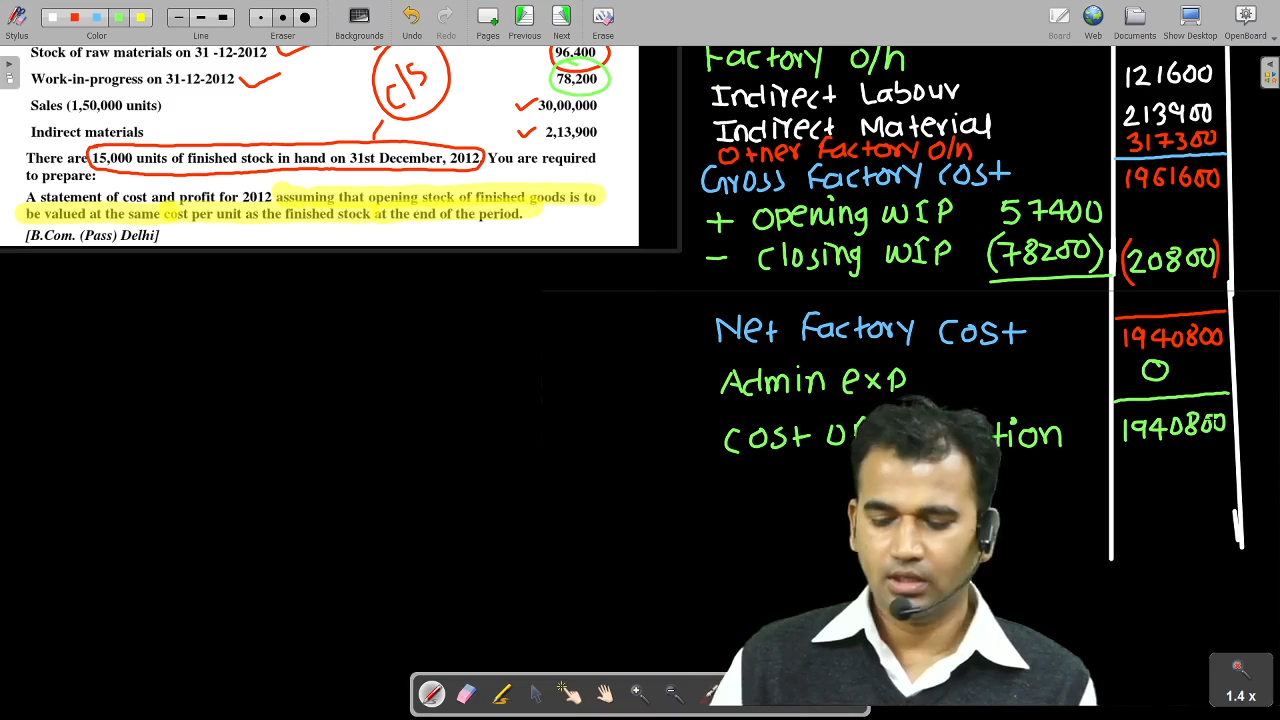 Stylus
Color
Line
Eraser
Backgrounds
Undo
Redo
Pages
Previous
Next
Erase
Board
Web
Documents
Show Desktop
OpenBoard
Stock of raw materials on 31 -12-2012 96,400
Work-in-progress on 31-12-2012 78,200
Sales (1,50,000 units) 30,00,000
Indirect materials 2,13,900
There are 15,000 units of finished stock in hand on 31st December, 2012. You are required
to prepare:
A statement of cost and profit for 2012 assuming that opening stock of finished goods is to
be valued at the same cost per unit as the finished stock at the end of the period.
[B.Com. (Pass) Delhi]
C/S
Factory O/h
Indirect Labour 121600
Indirect Material 213900
Other Factory O/h 317300
Gross Factory Cost 1961600
+ Opening WIP 57400
- Closing WIP (78200) (20800)
Net Factory Cost 1940800
Admin exp 0
Cost 1940800
1.4 x